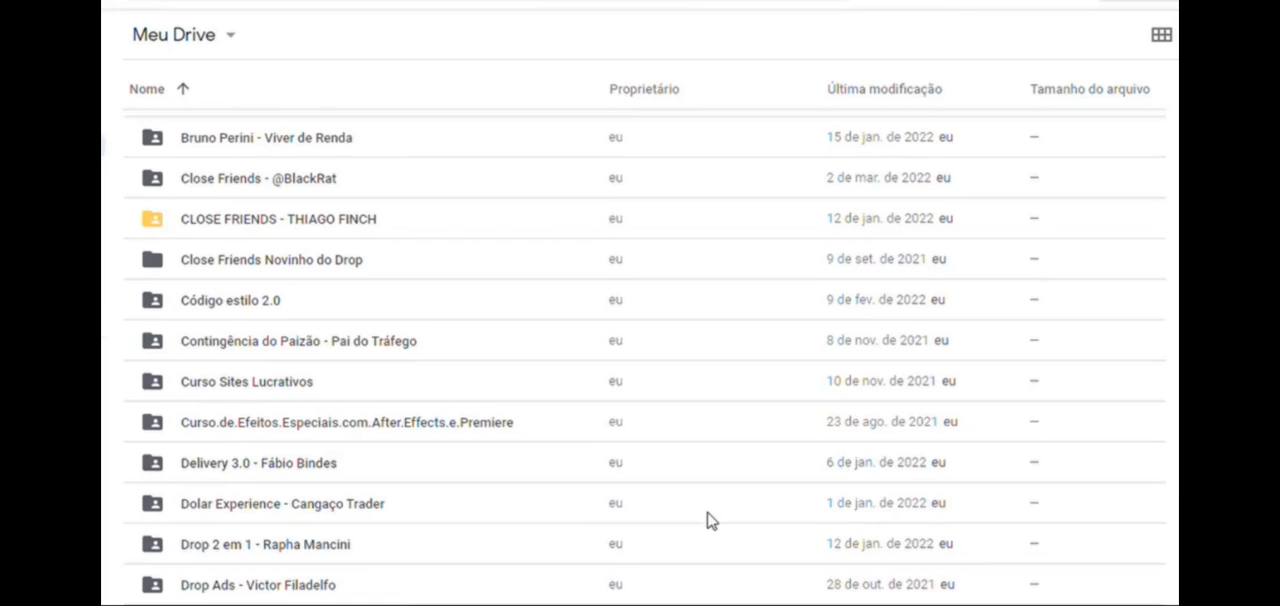 Meu Drive
Nome Proprietário Última modificação Tamanho do arquivo
Bruno Perini - Viver de Renda eu 15 de jan. de 2022 eu —
Close Friends - @BlackRat eu 2 de mar. de 2022 eu —
CLOSE FRIENDS - THIAGO FINCH eu 12 de jan. de 2022 eu —
Close Friends Novinho do Drop eu 9 de set. de 2021 eu —
Código estilo 2.0 eu 9 de fev. de 2022 eu —
Contingência do Paizão - Pai do Tráfego eu 8 de nov. de 2021 eu —
Curso Sites Lucrativos eu 10 de nov. de 2021 eu —
Curso.de.Efeitos.Especiais.com.After.Effects.e.Premiere eu 23 de ago. de 2021 eu —
Delivery 3.0 - Fábio Bindes eu 6 de jan. de 2022 eu —
Dolar Experience - Cangaço Trader eu 1 de jan. de 2022 eu —
Drop 2 em 1 - Rapha Mancini eu 12 de jan. de 2022 eu —
Drop Ads - Victor Filadelfo eu 28 de out. de 2021 eu —